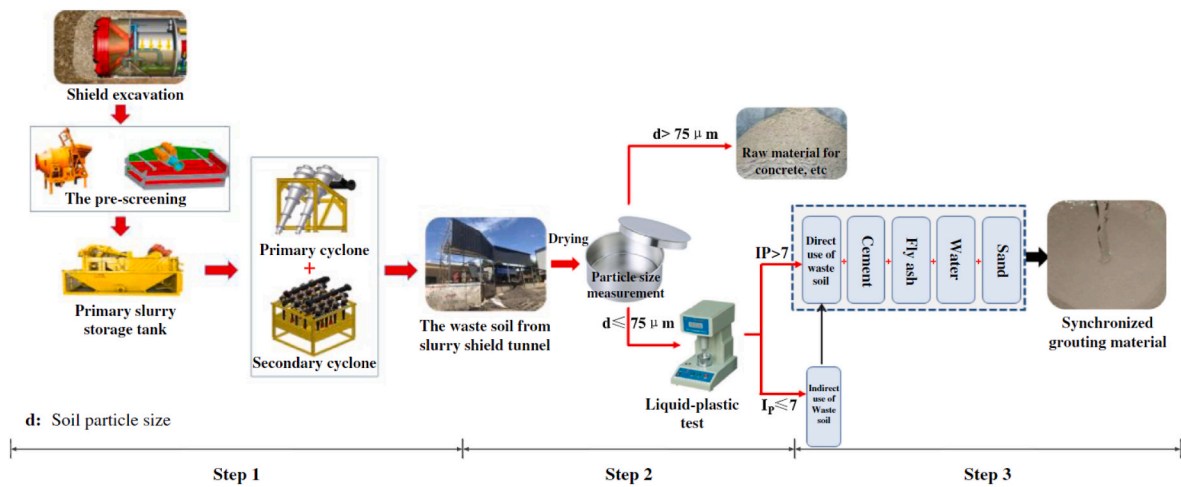 Shield excavation
The pre-screening
Primary slurry
storage tank
Primary cyclone
+
Secondary cyclone
The waste soil from
slurry shield tunnel
Drying
Particle size
measurement
d> 75 μm
Raw material for
concrete, etc
d≤ 75 μm
Liquid-plastic
test
IP>7
I_P≤7
Direct
use of
waste
soil
+
Cement
+
Fly ash
+
Water
+
Sand
Indirect
use of
Waste
soil
Synchronized
grouting material
d: Soil particle size
Step 1
Step 2
Step 3